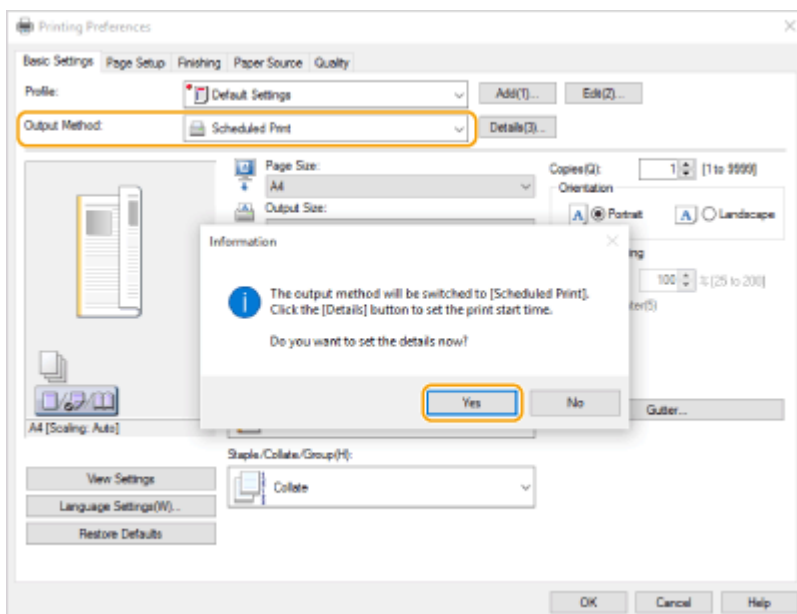 Printing Preferences
Basic Settings Page Setup Finishing Paper Source Quality
Profile: Default Settings Add(1)... Edit(2)...
Output Method: Scheduled Print Details(3)...
Page Size:
A4
Output Size:
Copies(Q): 1 [1 to 9999]
Orientation
A Portrait A Landscape
Information
The output method will be switched to [Scheduled Print].
Click the [Details] button to set the print start time.
Do you want to set the details now?
Yes No
ng
100 % [25 to 200]
ter(5)
A4 [Scaling: Auto]
Gutter...
Staple/Collate/Group(H):
Collate
View Settings
Language Settings(W)...
Restore Defaults
OK Cancel Help